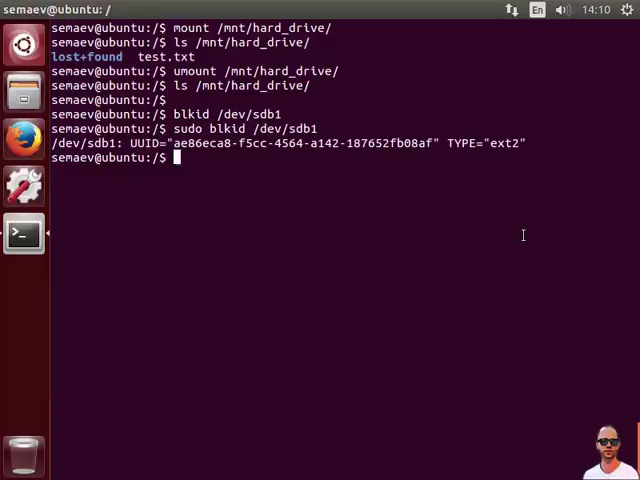 semaev@ubuntu: /
En
14:10
semaev@ubuntu:/$ mount /mnt/hard_drive/
semaev@ubuntu:/$ ls /mnt/hard_drive/
lost+found  test.txt
semaev@ubuntu:/$ umount /mnt/hard_drive/
semaev@ubuntu:/$ ls /mnt/hard_drive/
semaev@ubuntu:/$
semaev@ubuntu:/$ blkid /dev/sdb1
semaev@ubuntu:/$ sudo blkid /dev/sdb1
/dev/sdb1: UUID="ae86eca8-f5cc-4564-a142-187652fb08af" TYPE="ext2"
semaev@ubuntu:/$